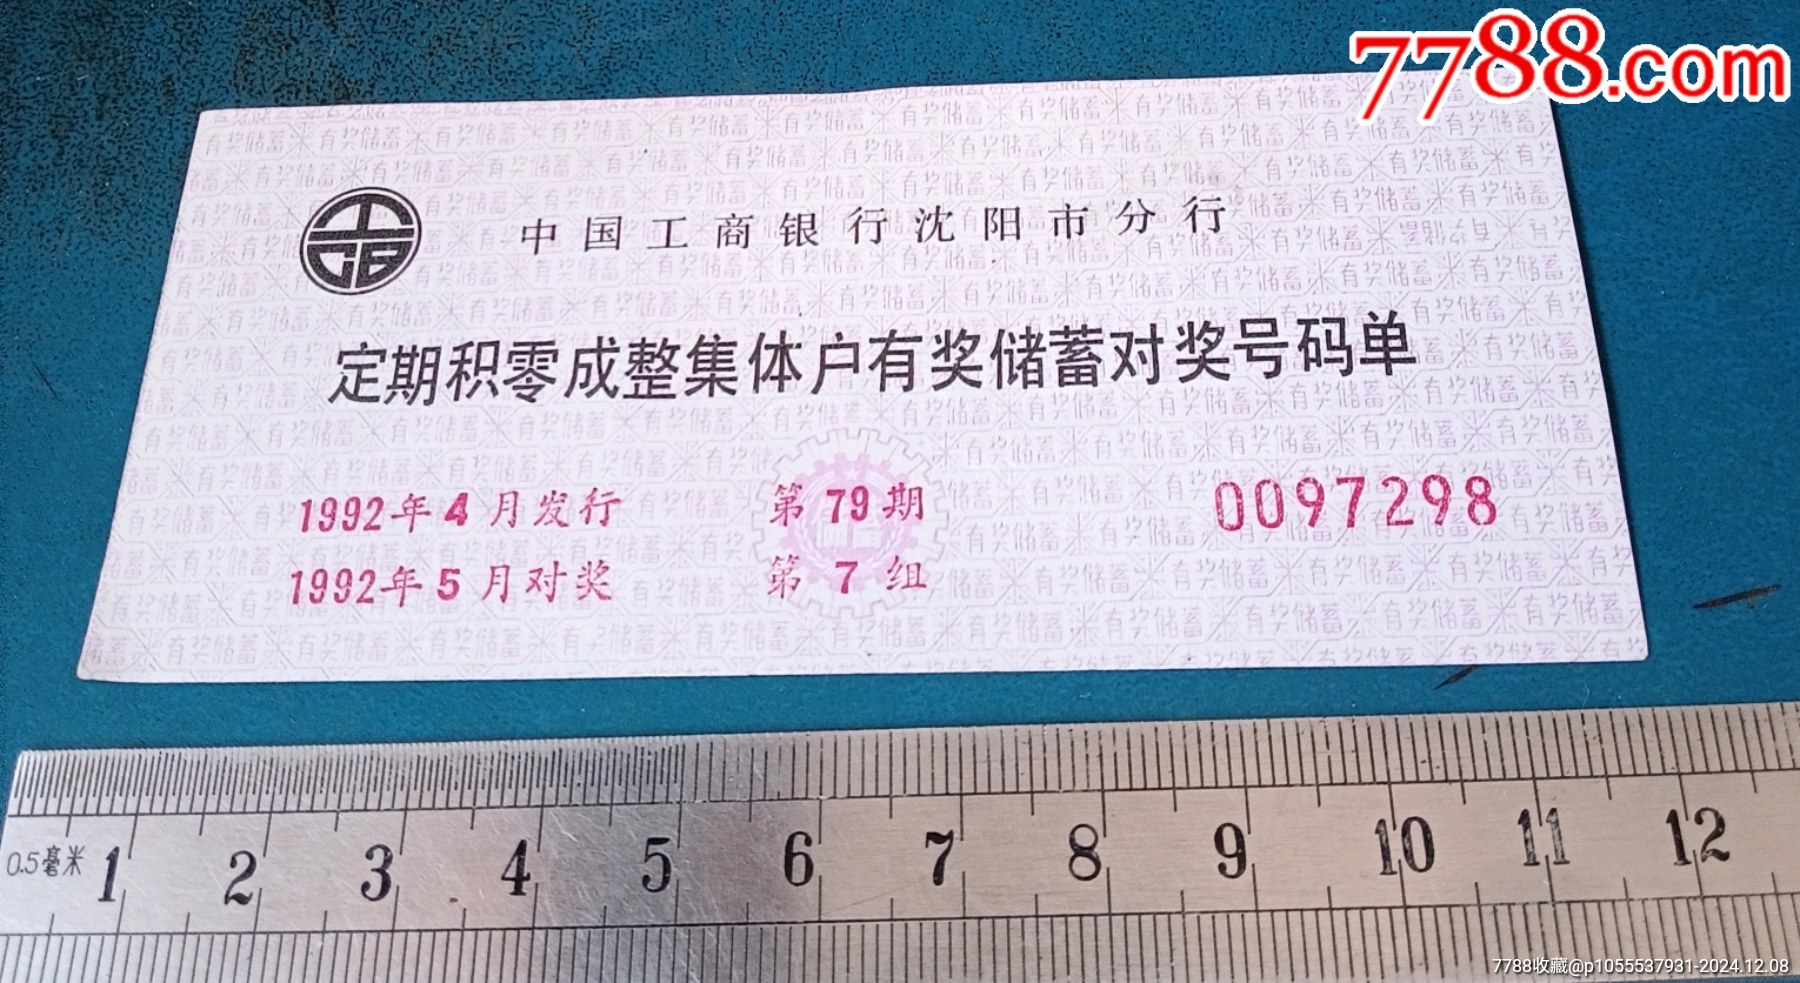 7788.com
中国工商银行沈阳市分行
定期积零成整集体户有奖储蓄对奖号码单
1992年4月发行 第79期 0097298
1992年5月对奖 第7组
有奖储蓄
0.5毫米 1 2 3 4 5 6 7 8 9 10 11 12
7788收藏@p1055537931-2024.12.08